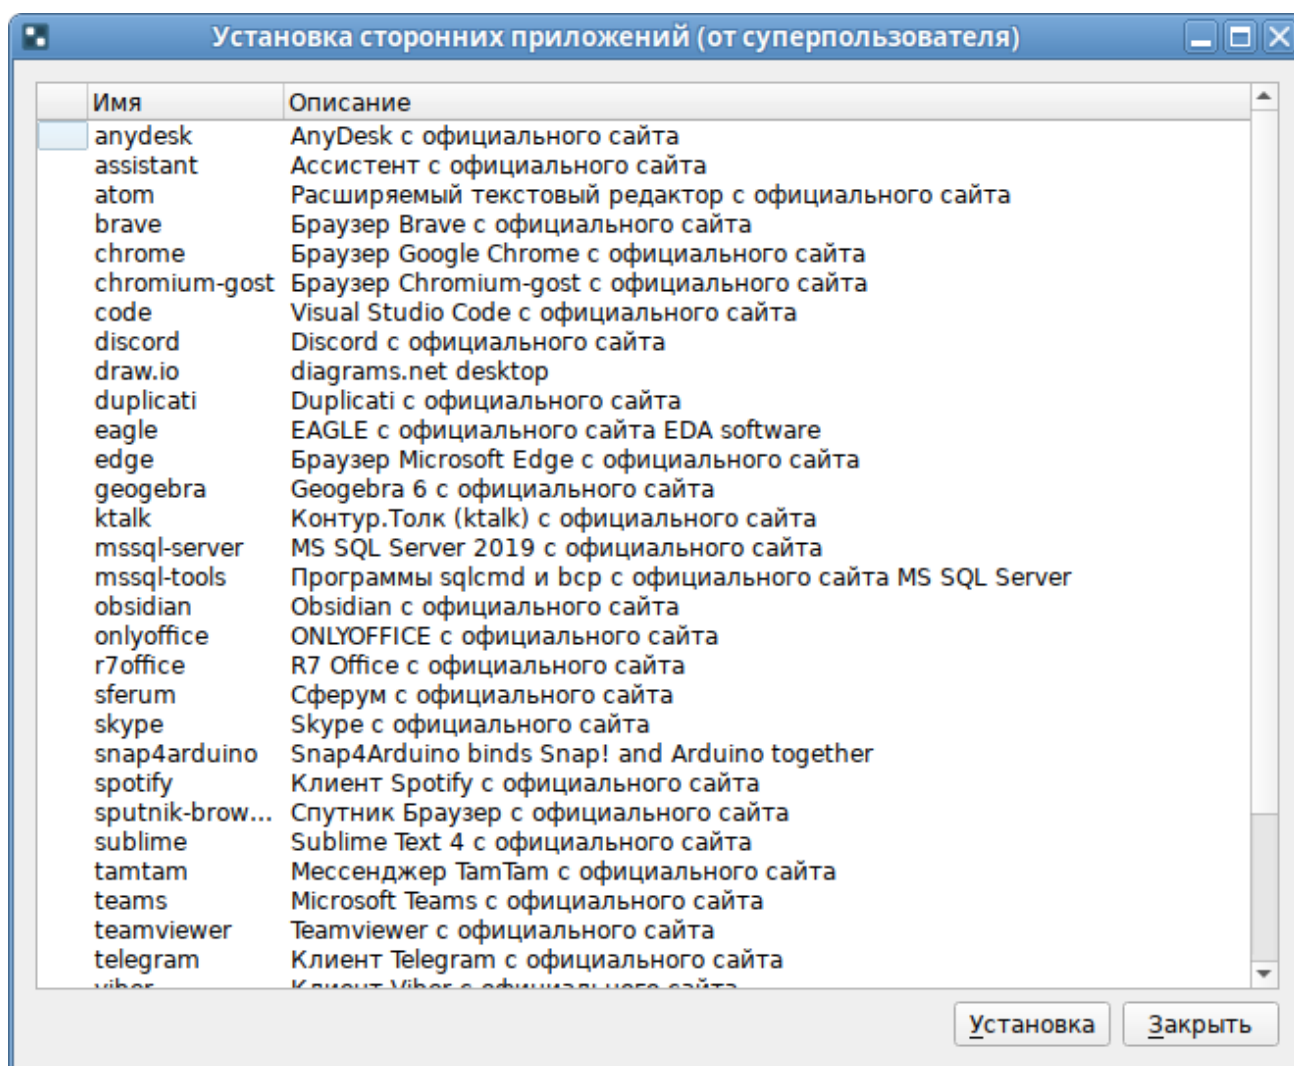 Установка сторонних приложений (от суперпользователя)
Имя Описание
anydesk AnyDesk с официального сайта
assistant Ассистент с официального сайта
atom Расширяемый текстовый редактор с официального сайта
brave Браузер Brave с официального сайта
chrome Браузер Google Chrome с официального сайта
chromium-gost Браузер Chromium-gost с официального сайта
code Visual Studio Code с официального сайта
discord Discord с официального сайта
draw.io diagrams.net desktop
duplicati Duplicati с официального сайта
eagle EAGLE с официального сайта EDA software
edge Браузер Microsoft Edge с официального сайта
geogebra Geogebra 6 с официального сайта
ktalk Контур.Толк (ktalk) с официального сайта
mssql-server MS SQL Server 2019 с официального сайта
mssql-tools Программы sqlcmd и bcp с официального сайта MS SQL Server
obsidian Obsidian с официального сайта
onlyoffice ONLYOFFICE с официального сайта
r7office R7 Office с официального сайта
sferum Сферум с официального сайта
skype Skype с официального сайта
snap4arduino Snap4Arduino binds Snap! and Arduino together
spotify Клиент Spotify с официального сайта
sputnik-brow... Спутник Браузер с официального сайта
sublime Sublime Text 4 с официального сайта
tamtam Мессенджер TamTam с официального сайта
teams Microsoft Teams с официального сайта
teamviewer Teamviewer с официального сайта
telegram Клиент Telegram с официального сайта
viber Клиент Viber с официального сайта
Установка Закрыть